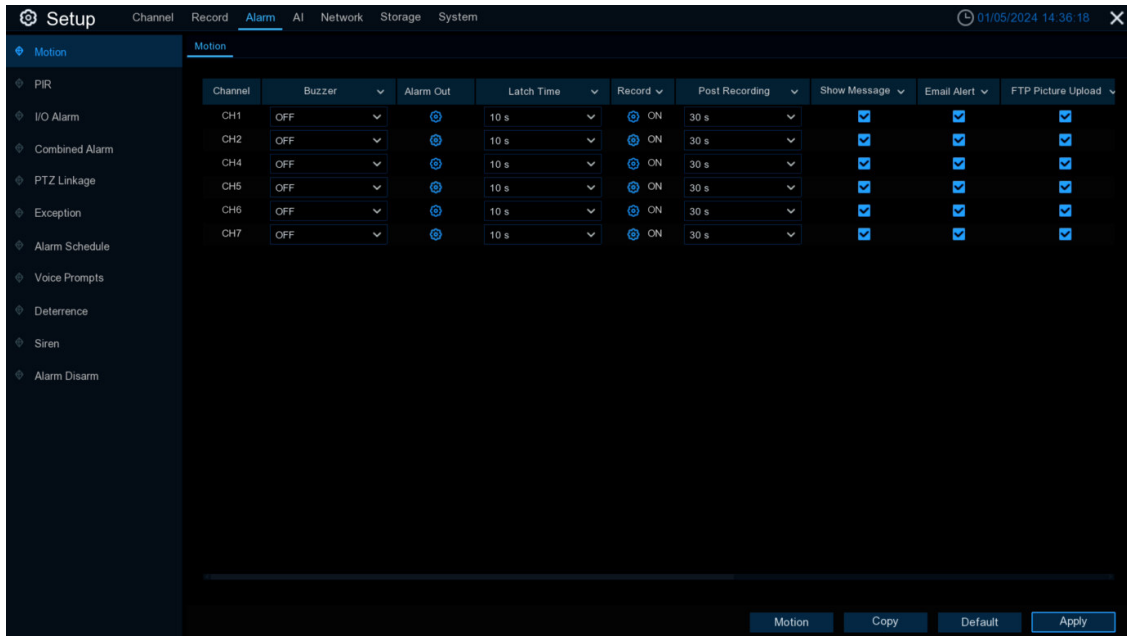 Setup Channel Record Alarm AI Network Storage System 01/05/2024 14:36:18
Motion
PIR
I/O Alarm
Combined Alarm
PTZ Linkage
Exception
Alarm Schedule
Voice Prompts
Deterrence
Siren
Alarm Disarm
Motion
Channel Buzzer Alarm Out Latch Time Record Post Recording Show Message Email Alert FTP Picture Upload
CH1 OFF 10 s ON 30 s
CH2 OFF 10 s ON 30 s
CH4 OFF 10 s ON 30 s
CH5 OFF 10 s ON 30 s
CH6 OFF 10 s ON 30 s
CH7 OFF 10 s ON 30 s
Motion Copy Default Apply